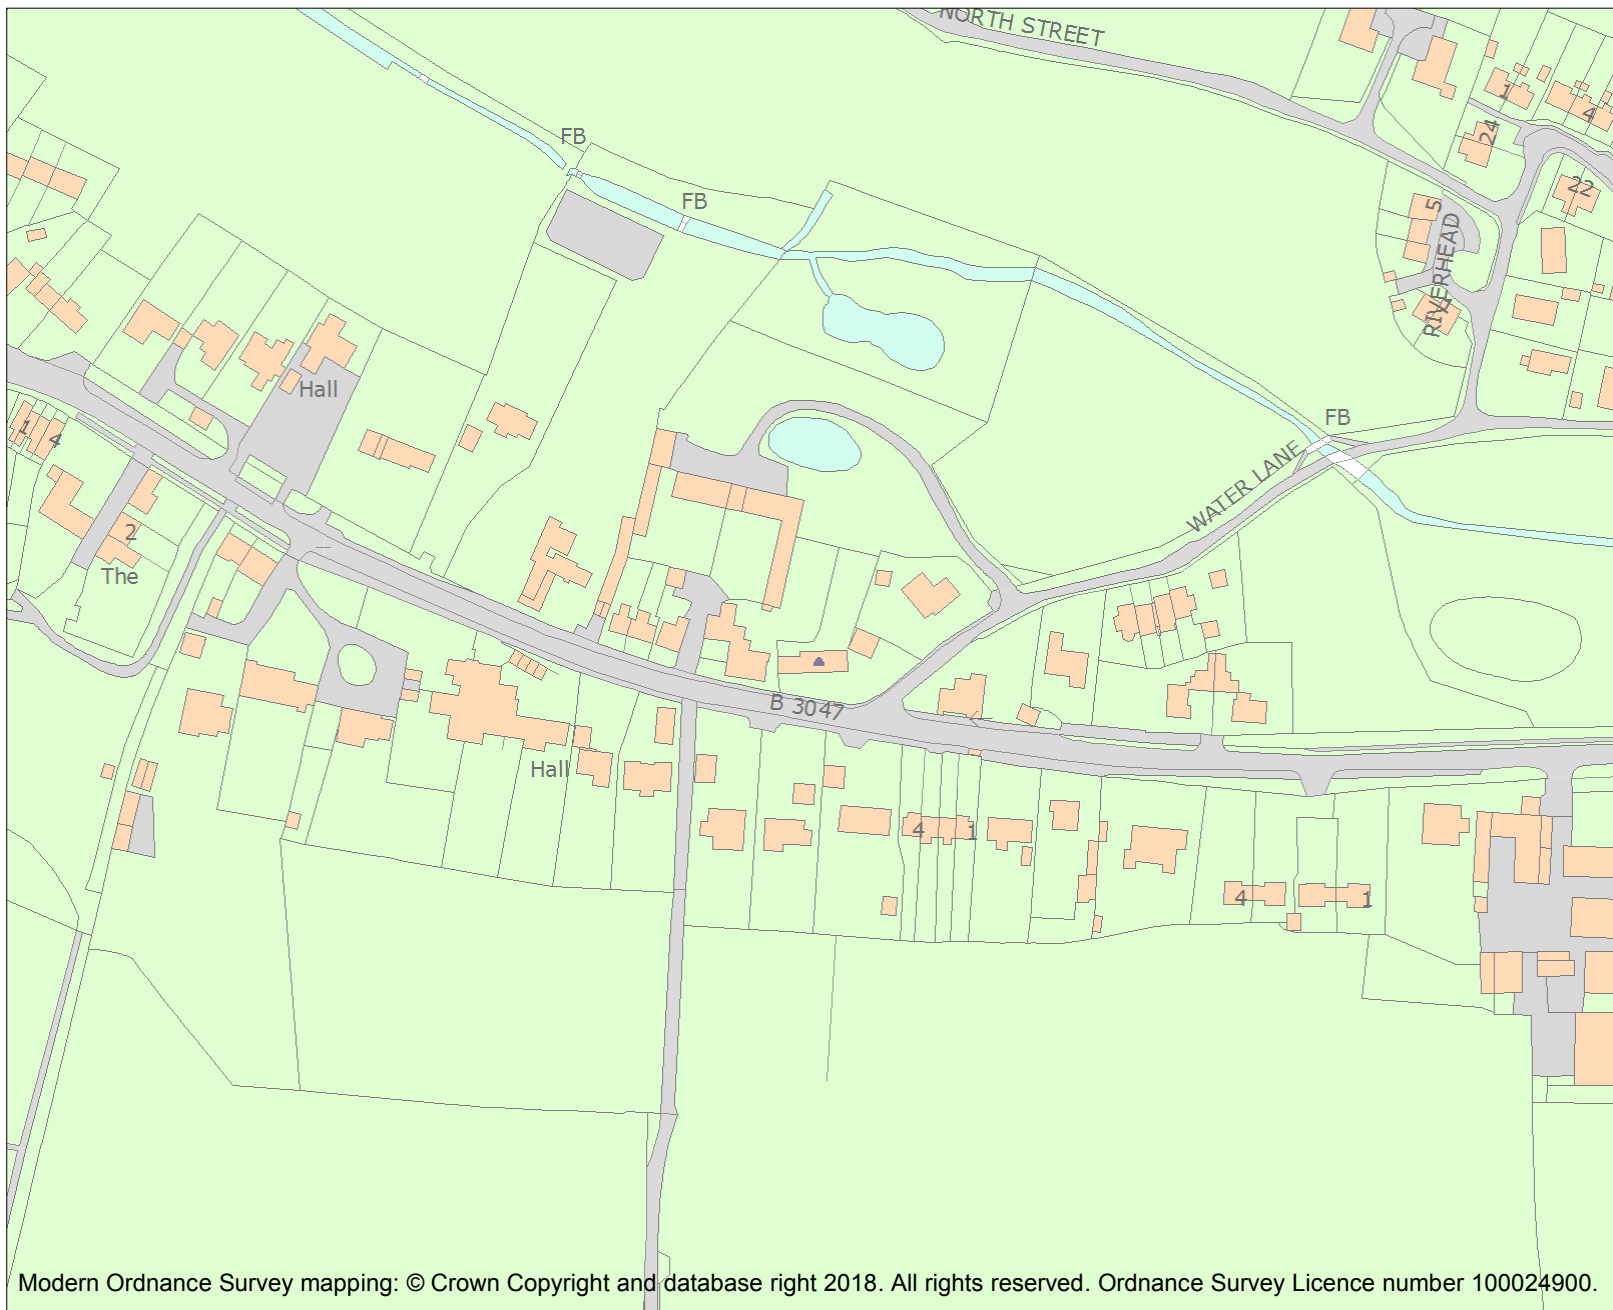 NORTH STREET
1
4
24
FB
22
FB
5
RIVERHEAD
1
Hall
FB
1
4
WATER LANE
2
The
B 3047
Hall
4
1
4
1
Modern Ordnance Survey mapping: © Crown Copyright and database right 2018. All rights reserved. Ordnance Survey Licence number 100024900.